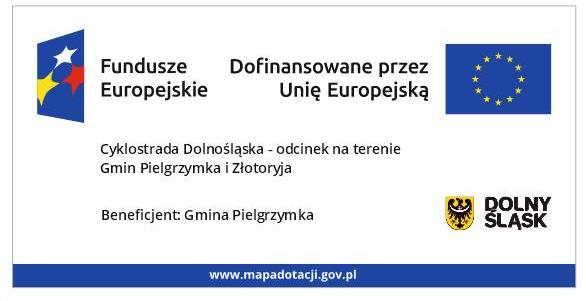 Fundusze
Europejskie
Dofinansowane przez
Unię Europejską
Cyklostrada Dolnośląska - odcinek na terenie
Gmin Pielgrzymka i Złotoryja
Beneficjent: Gmina Pielgrzymka
DOLNY
ŚLĄSK
www.mapadotacji.gov.pl